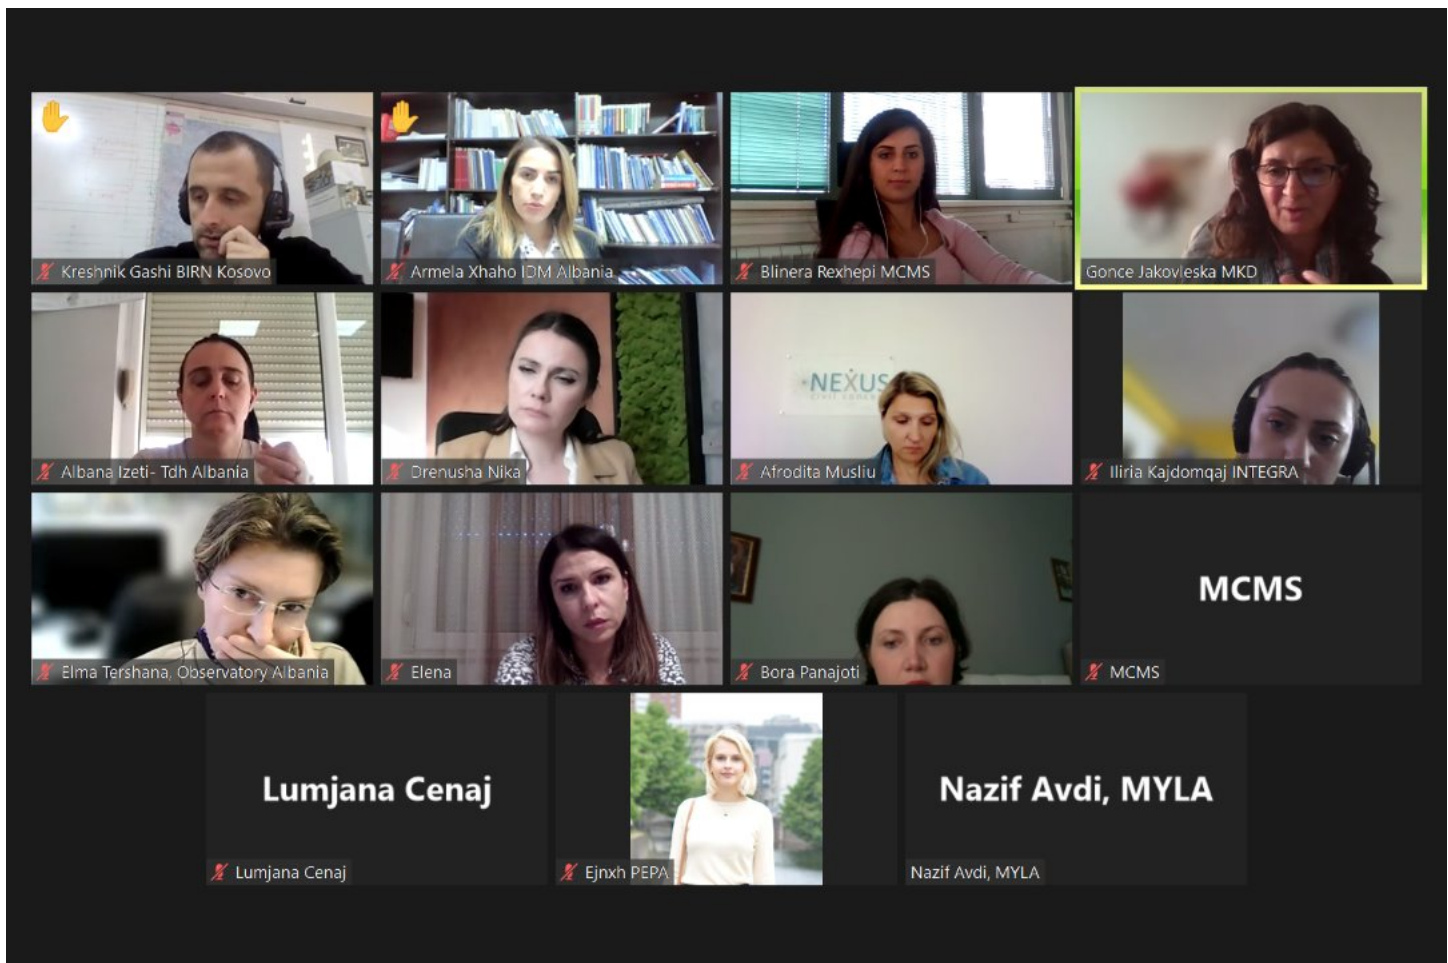 Kreshnik Gashi BIRN Kosovo
Armela Xhaho IDM Albania
Blinera Rexhepi MCMS
Gonce Jakovleska MKD
Albana Izeti- Tdh Albania
Drenusha Nika
NEXUS
Afrodita Musliu
Iliria Kajdomqaj INTEGRA
Elma Tershana, Observatory Albania
Elena
Bora Panajoti
MCMS
MCMS
Lumjana Cenaj
Lumjana Cenaj
Ejnxh PEPA
Nazif Avdi, MYLA
Nazif Avdi, MYLA